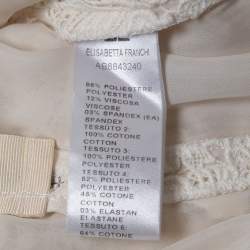 ELISABETTA FRANCHI
AB8843240
POLIESTERE
POLYESTER
12% VISCOSA
VISCOSE
03% SPANDEX (EA)
SPANDEX
TESSUTO 2:
100% COTONE
COTTON
TESSUTO 3:
100% POLIESTERE
POLYESTER
TESSUTO 4:
52% POLIESTERE
POLYESTER
45% COTONE
COTTON
03% ELASTAN
ELASTANE
TESSUTO 5:
64% COTONE